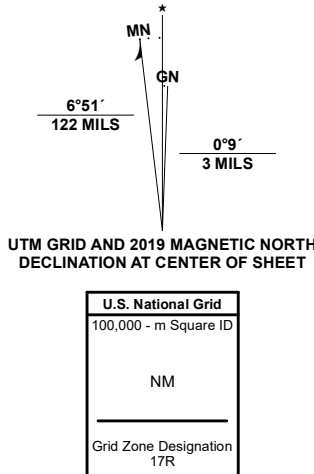 ★
MN
GN
6°51´
122 MILS
0°9´
3 MILS
UTM GRID AND 2019 MAGNETIC NORTH
DECLINATION AT CENTER OF SHEET
U.S. National Grid
100,000 - m Square ID
NM
Grid Zone Designation
17R